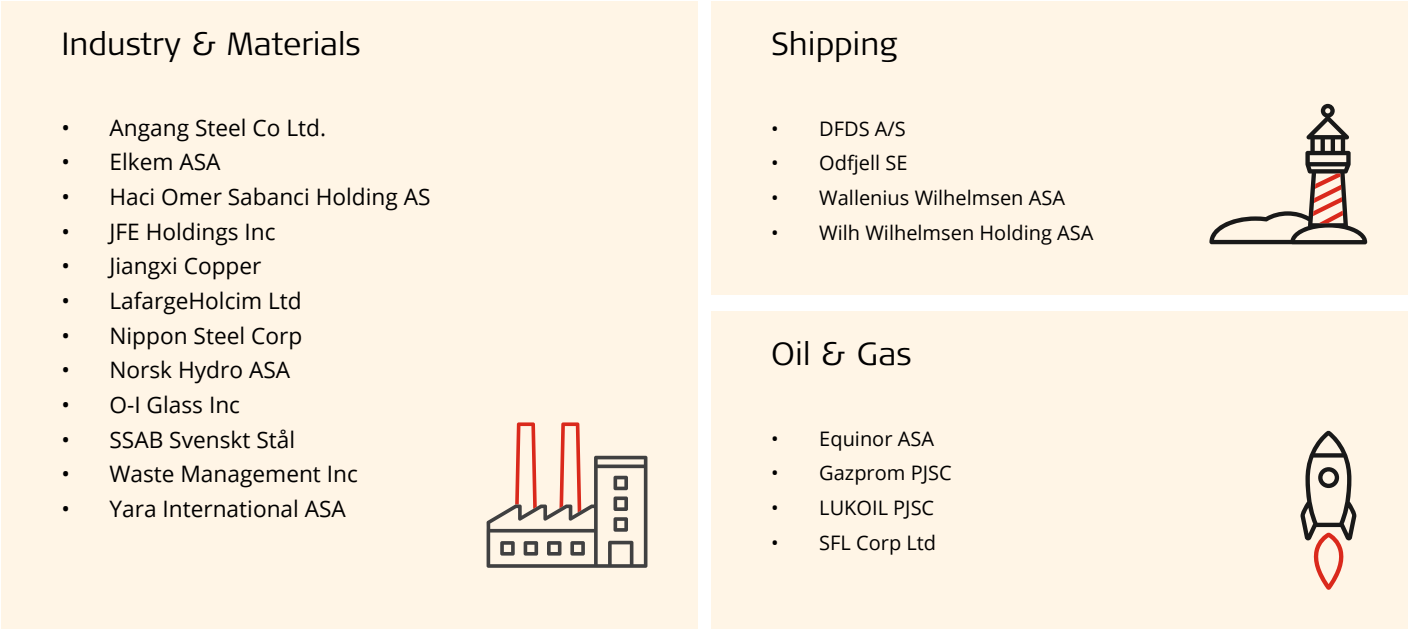 Industry & Materials
• Angang Steel Co Ltd.
• Elkem ASA
• Haci Omer Sabanci Holding AS
• JFE Holdings Inc
• Jiangxi Copper
• LafargeHolcim Ltd
• Nippon Steel Corp
• Norsk Hydro ASA
• O-I Glass Inc
• SSAB Svenskt Stål
• Waste Management Inc
• Yara International ASA
Shipping
• DFDS A/S
• Odfjell SE
• Wallenius Wilhelmsen ASA
• Wilh Wilhelmsen Holding ASA
Oil & Gas
• Equinor ASA
• Gazprom PJSC
• LUKOIL PJSC
• SFL Corp Ltd